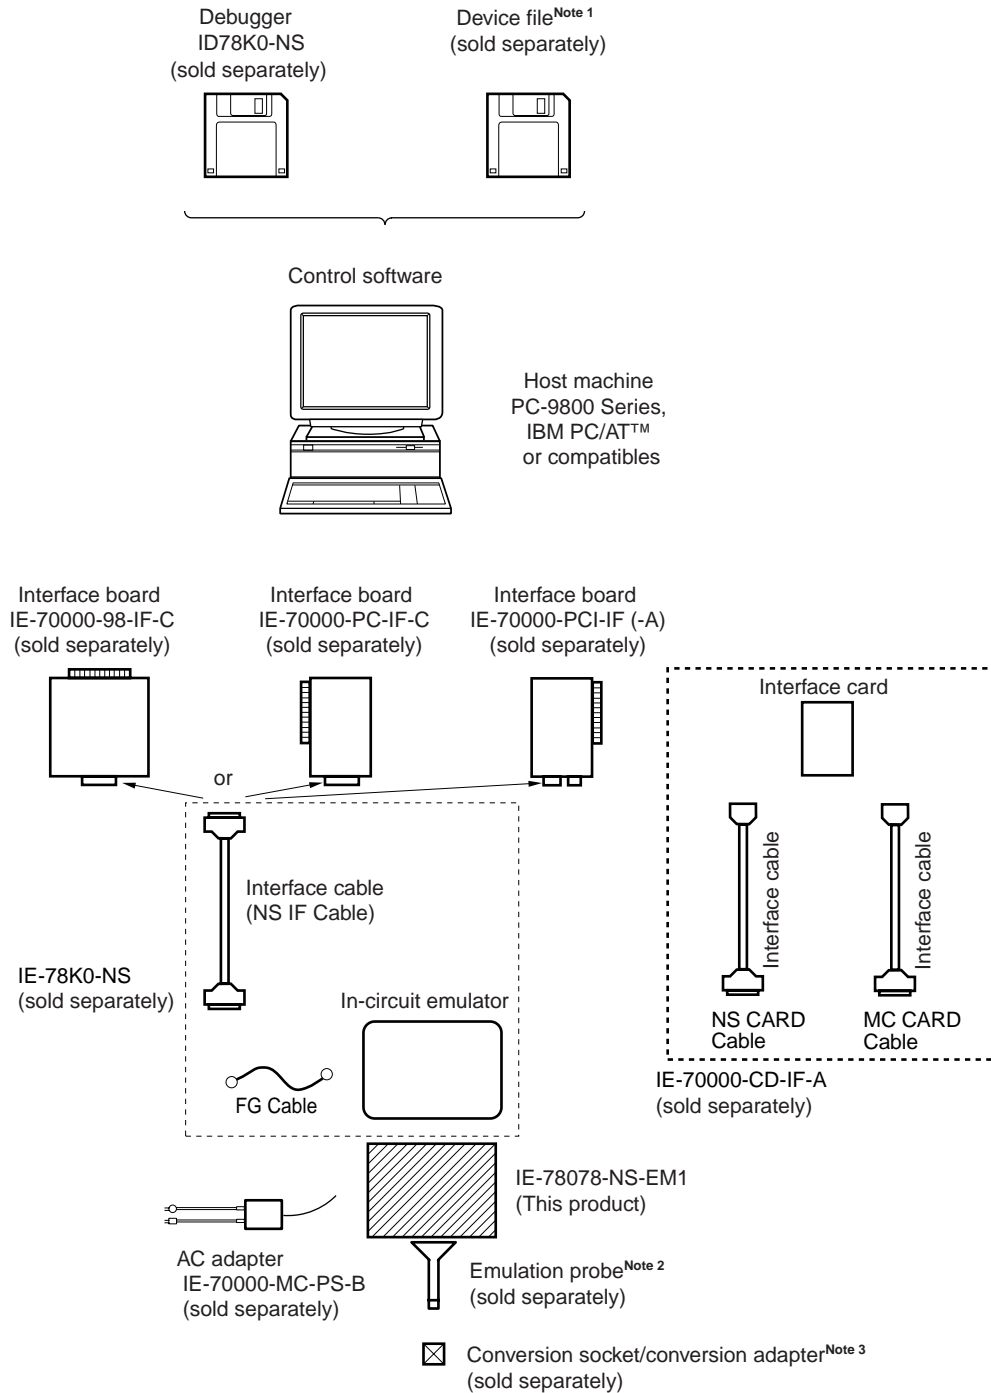 Debugger
ID78K0-NS
(sold separately)
Device fileNote 1
(sold separately)
Control software
Host machine
PC-9800 Series,
IBM PC/AT™
or compatibles
Interface board
IE-70000-98-IF-C
(sold separately)
Interface board
IE-70000-PC-IF-C
(sold separately)
Interface board
IE-70000-PCI-IF (-A)
(sold separately)
or
Interface card
Interface cable
Interface cable
NS CARD
Cable
MC CARD
Cable
IE-70000-CD-IF-A
(sold separately)
Interface cable
(NS IF Cable)
IE-78K0-NS
(sold separately)
In-circuit emulator
FG Cable
IE-78078-NS-EM1
(This product)
AC adapter
IE-70000-MC-PS-B
(sold separately)
Emulation probeNote 2
(sold separately)
Conversion socket/conversion adapterNote 3
(sold separately)